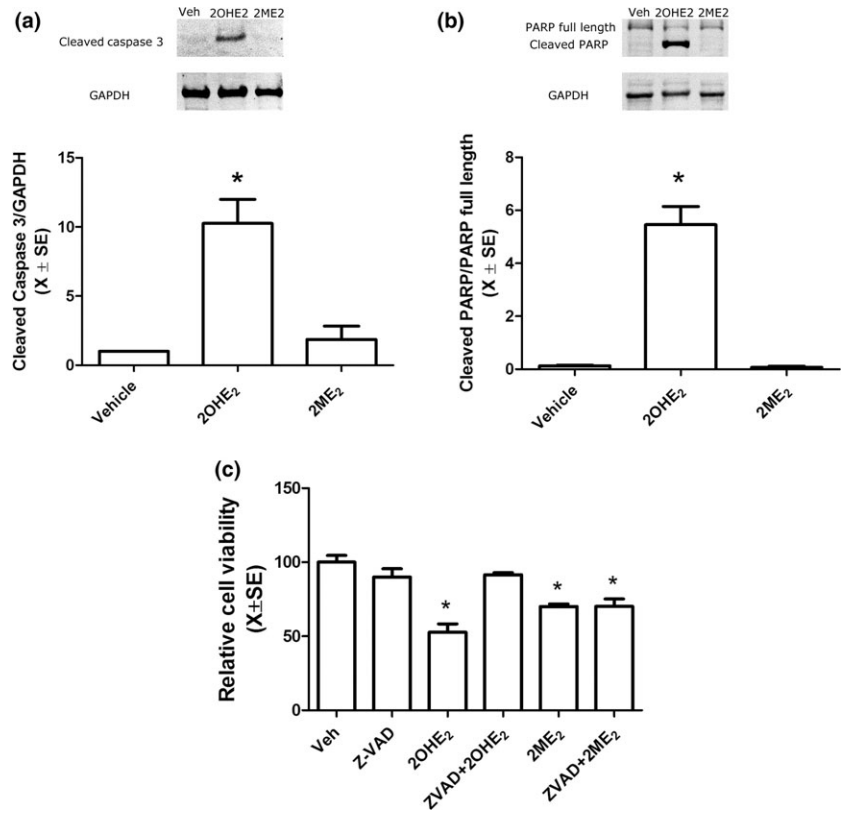 (a)
Veh 2OHE2 2ME2
Cleaved caspase 3
GAPDH
Cleaved Caspase 3/GAPDH
(X ± SE)
15
10
5
0
Vehicle
2OHE₂
2ME₂
*
(b)
Veh 2OHE2 2ME2
PARP full length
Cleaved PARP
GAPDH
Cleaved PARP/PARP full length
(X ± SE)
8
6
4
2
0
Vehicle
2OHE₂
2ME₂
*
(c)
Relative cell viability
(X±SE)
150
100
50
0
Veh
Z-VAD
2OHE₂
ZVAD+2OHE₂
2ME₂
ZVAD+2ME₂
* * *